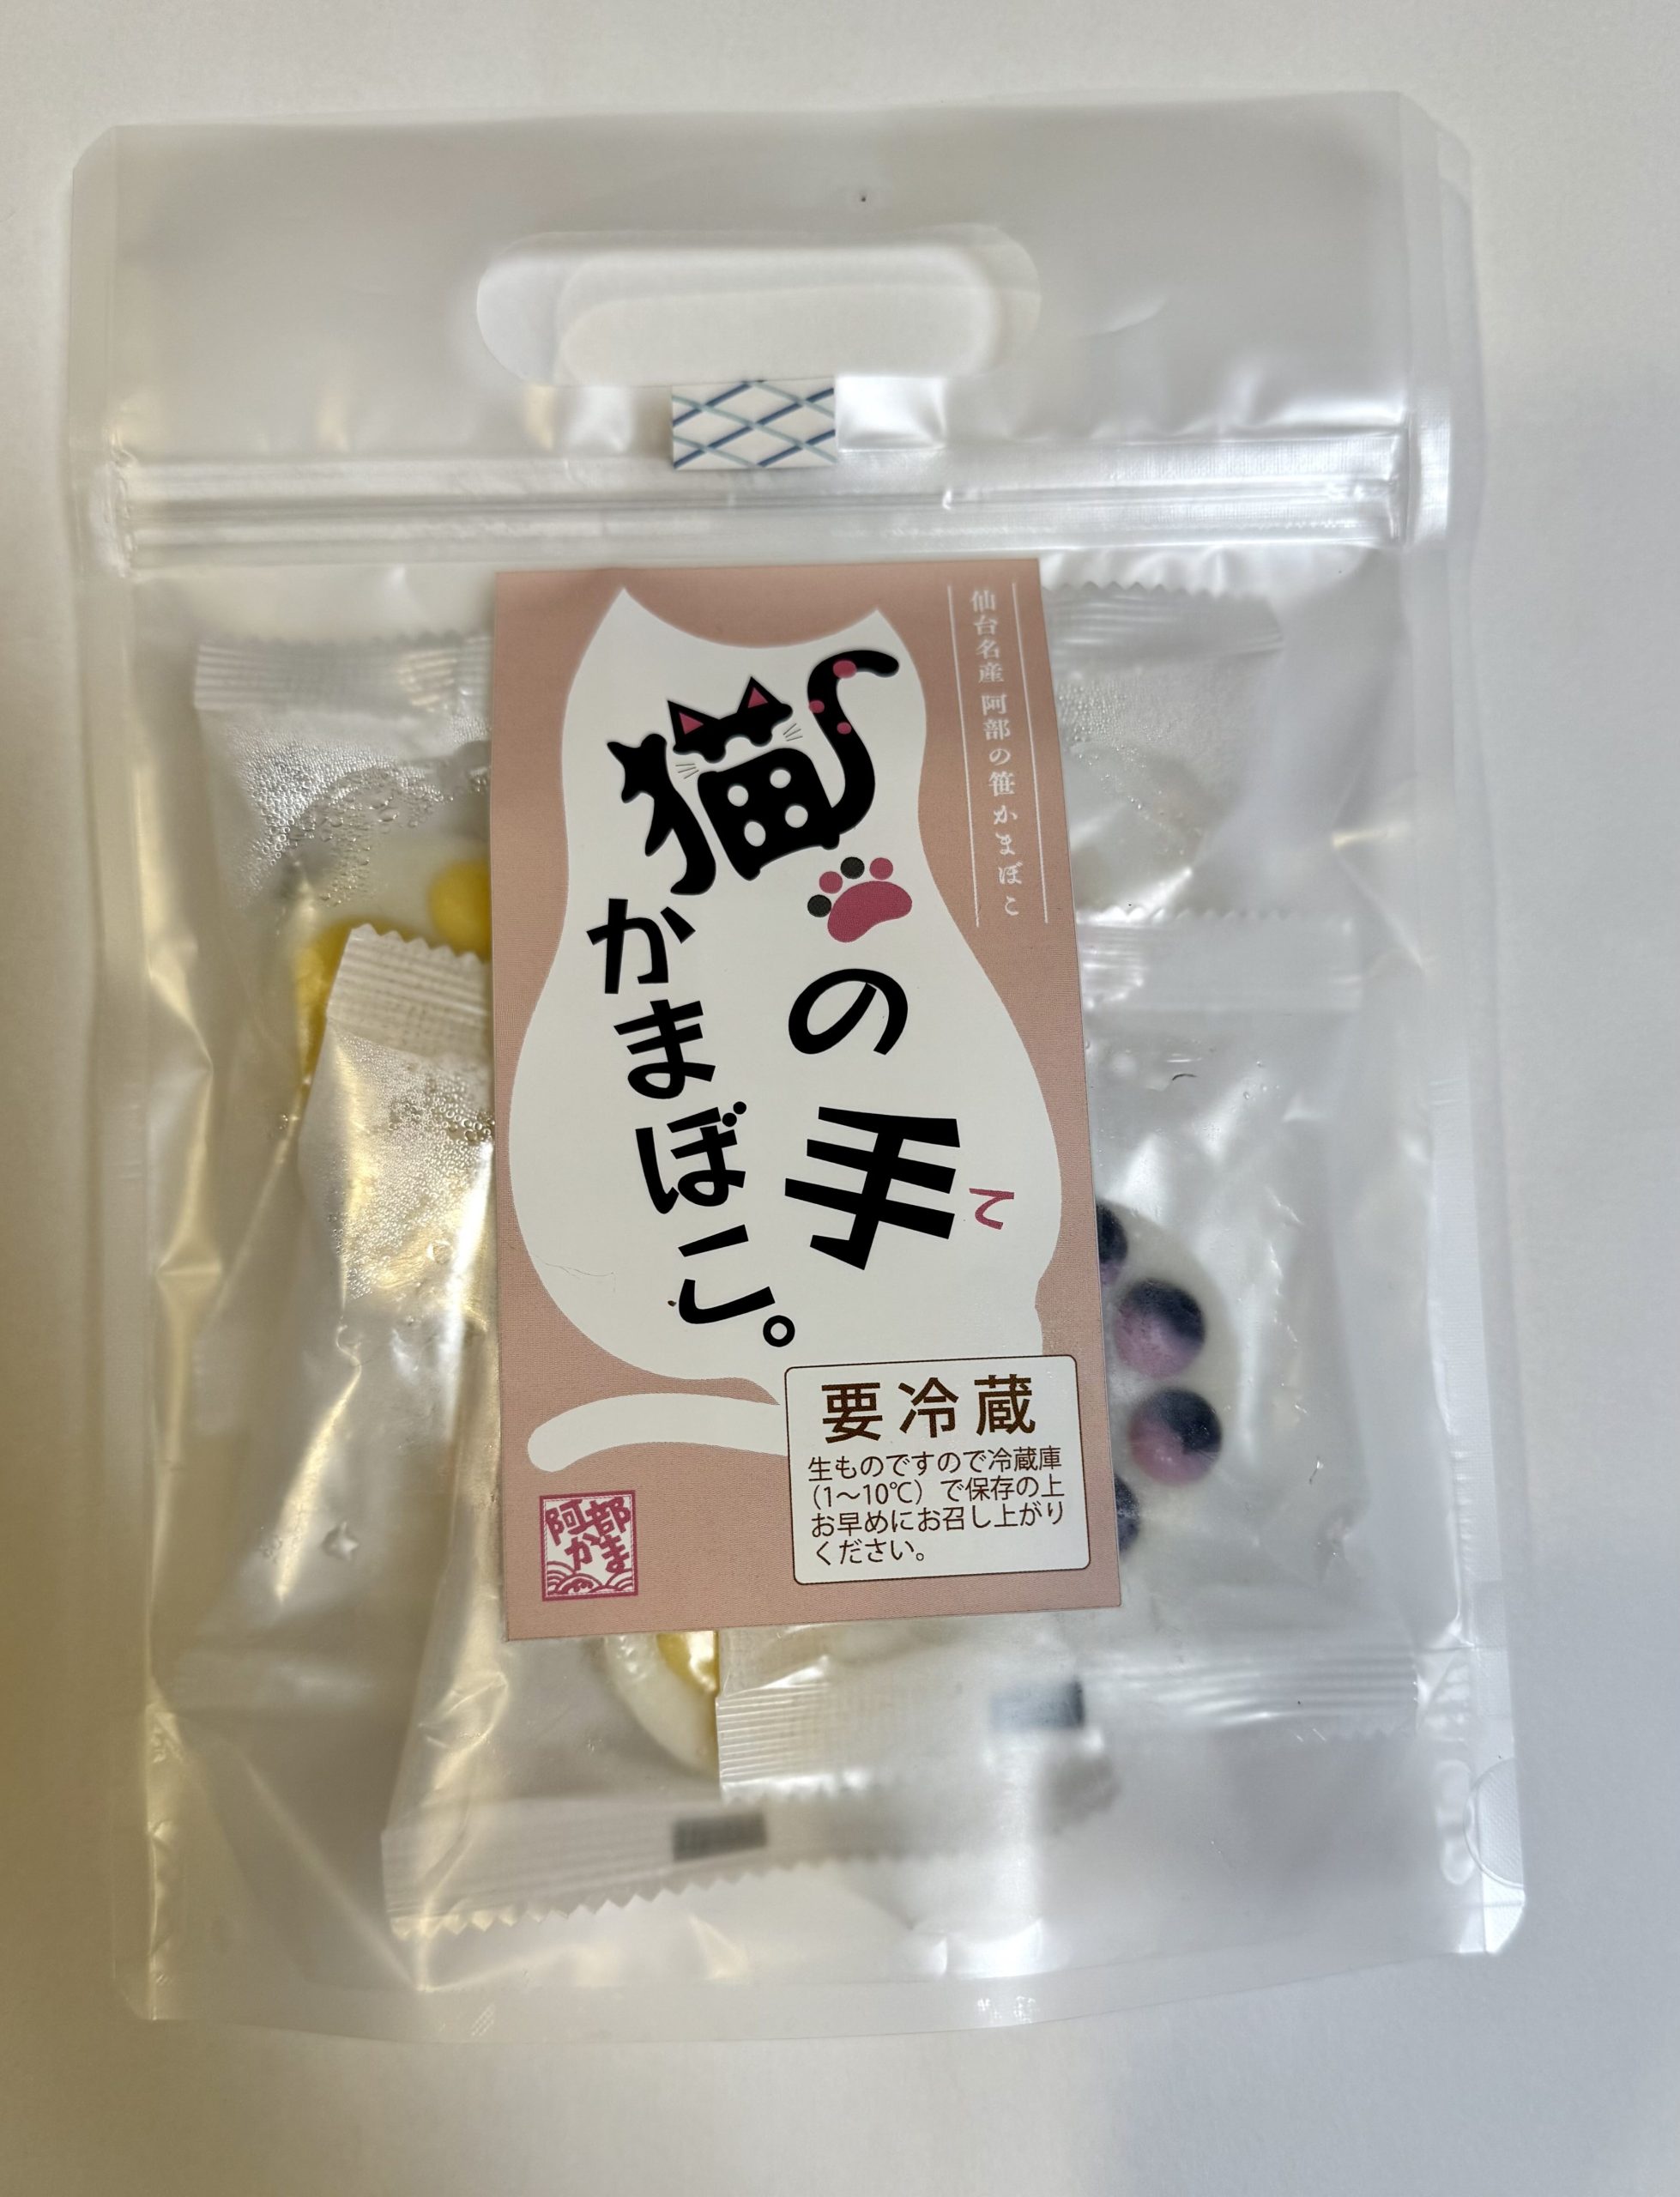 仙台名産 阿部の笹かまぼこ
猫の手
て
かまぼこ。
要冷蔵
生ものですので冷蔵庫
（1～10℃）で保存の上
お早めにお召し上がり
ください。
阿部
かま